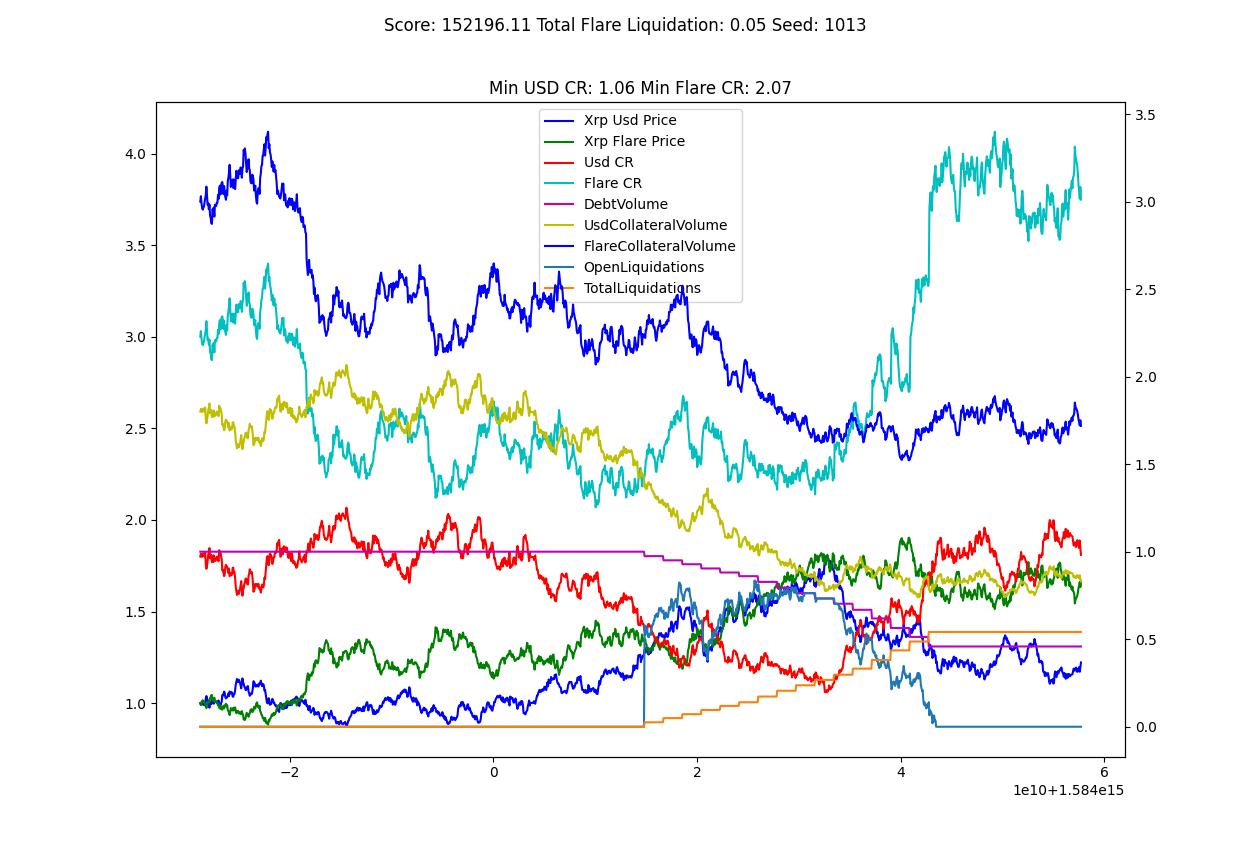 Score: 152196.11 Total Flare Liquidation: 0.05 Seed: 1013
Min USD CR: 1.06 Min Flare CR: 2.07
Xrp Usd Price
Xrp Flare Price
Usd CR
Flare CR
DebtVolume
UsdCollateralVolume
FlareCollateralVolume
OpenLiquidations
TotalLiquidations
4.0
3.5
3.0
2.5
2.0
1.5
1.0
3.5
3.0
2.5
2.0
1.5
1.0
0.5
0.0
−2 0 2 4 6
1e10+1.584e15